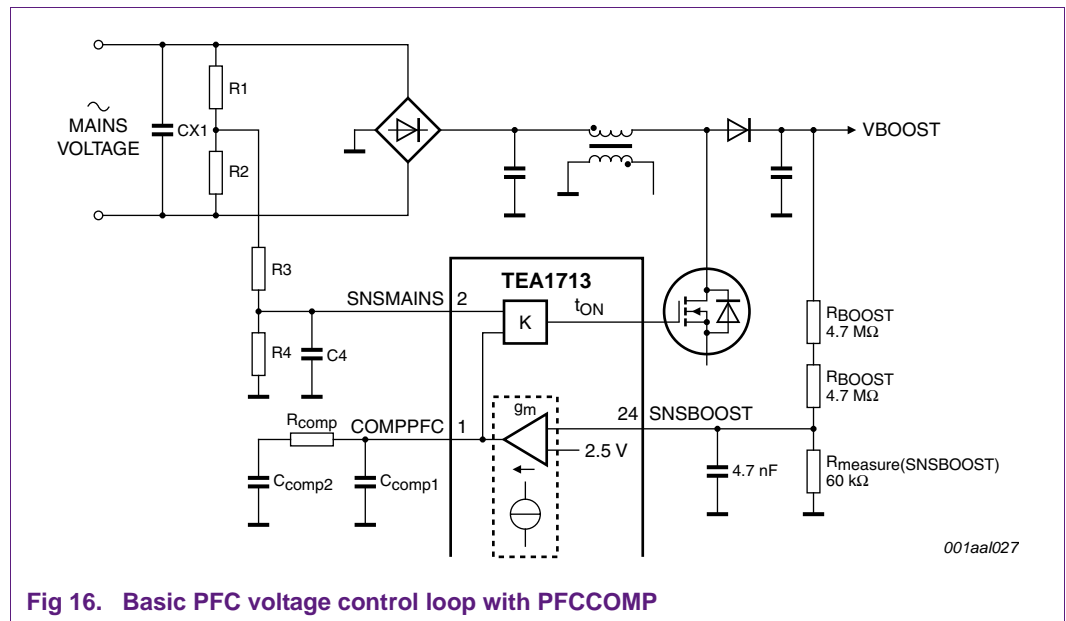 MAINS
VOLTAGE
CX1
R1
R2
VBOOST
R3
SNSMAINS
2
TEA1713
K
tON
R4
C4
RBOOST
4.7 MΩ
RBOOST
4.7 MΩ
gm
24
SNSBOOST
Rcomp
COMPPFC
1
2.5 V
Ccomp2
Ccomp1
4.7 nF
Rmeasure(SNSBOOST)
60 kΩ
001aal027
Fig 16. Basic PFC voltage control loop with PFCCOMP